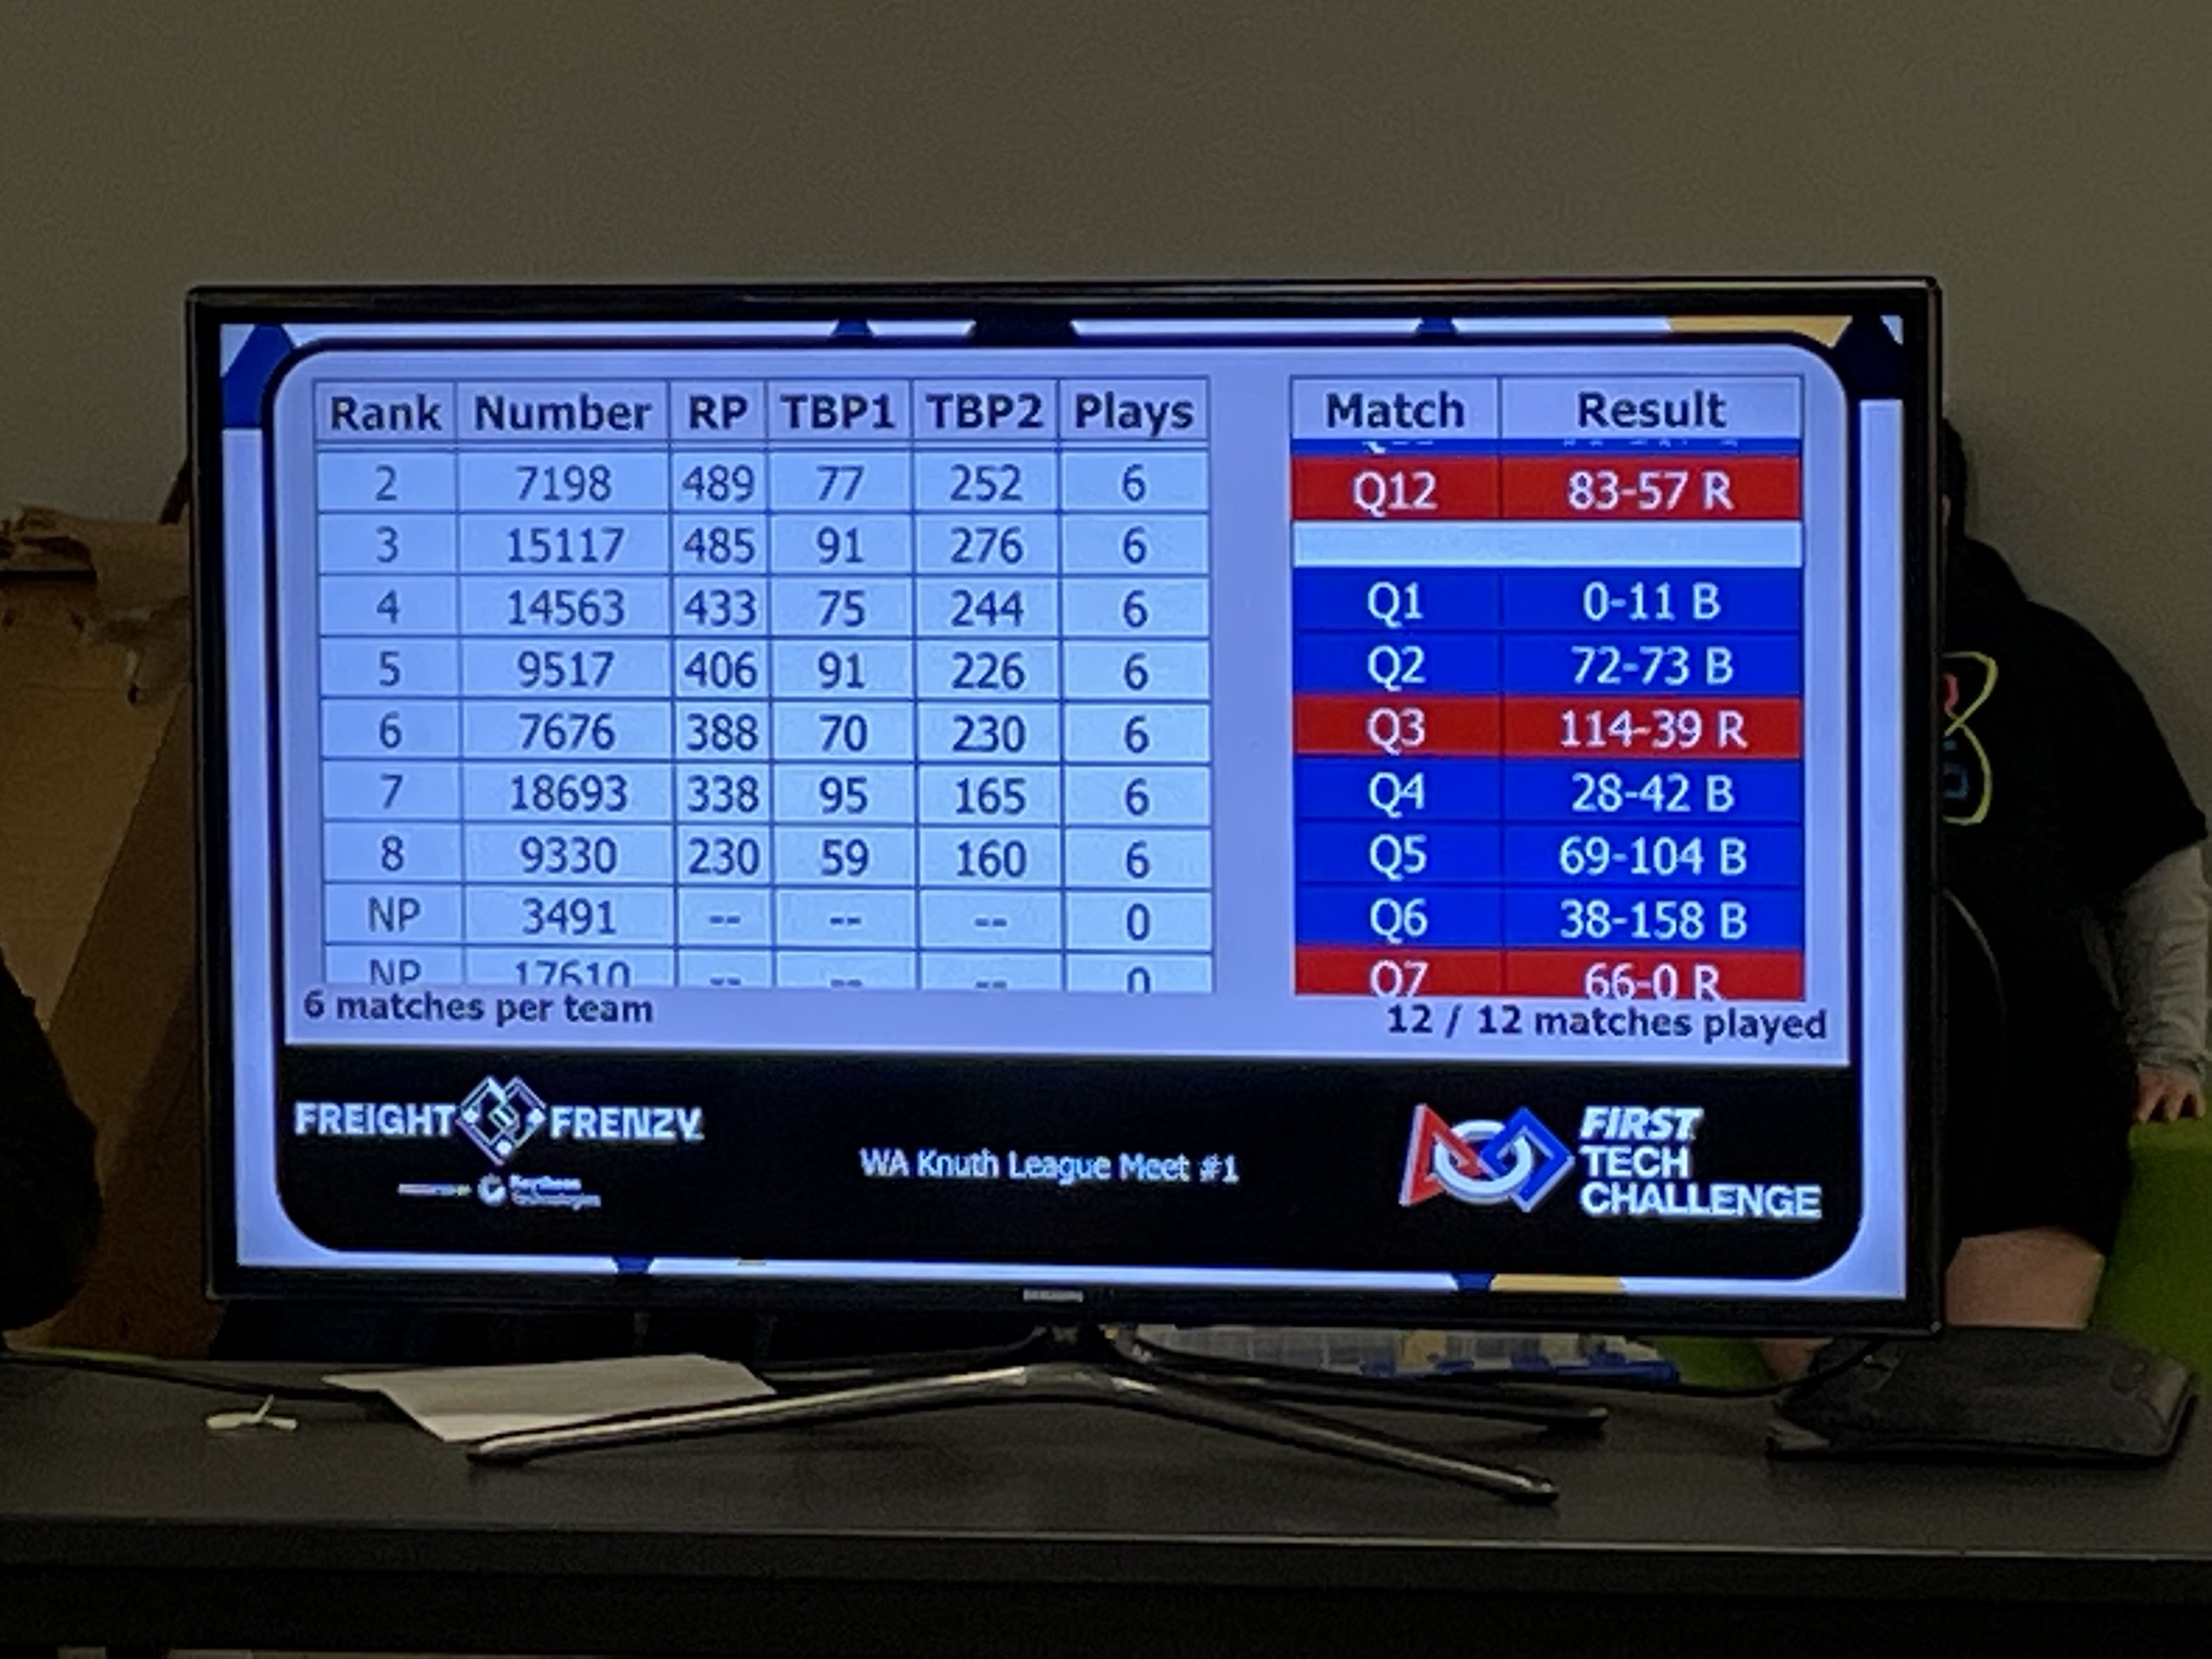 Rank Number RP TBP1 TBP2 Plays
2 7198 489 77 252 6
3 15117 485 91 276 6
4 14563 433 75 244 6
5 9517 406 91 226 6
6 7676 388 70 230 6
7 18693 338 95 165 6
8 9330 230 59 160 6
NP 3491 -- -- -- 0
NP 17610 -- -- -- 0
6 matches per team
Match Result
Q12 83-57 R
Q1 0-11 B
Q2 72-73 B
Q3 114-39 R
Q4 28-42 B
Q5 69-104 B
Q6 38-158 B
Q7 66-0 R
12 / 12 matches played
FREIGHT FRENZY
Raytheon
Technologies
WA Knuth League Meet #1
FIRST
TECH
CHALLENGE